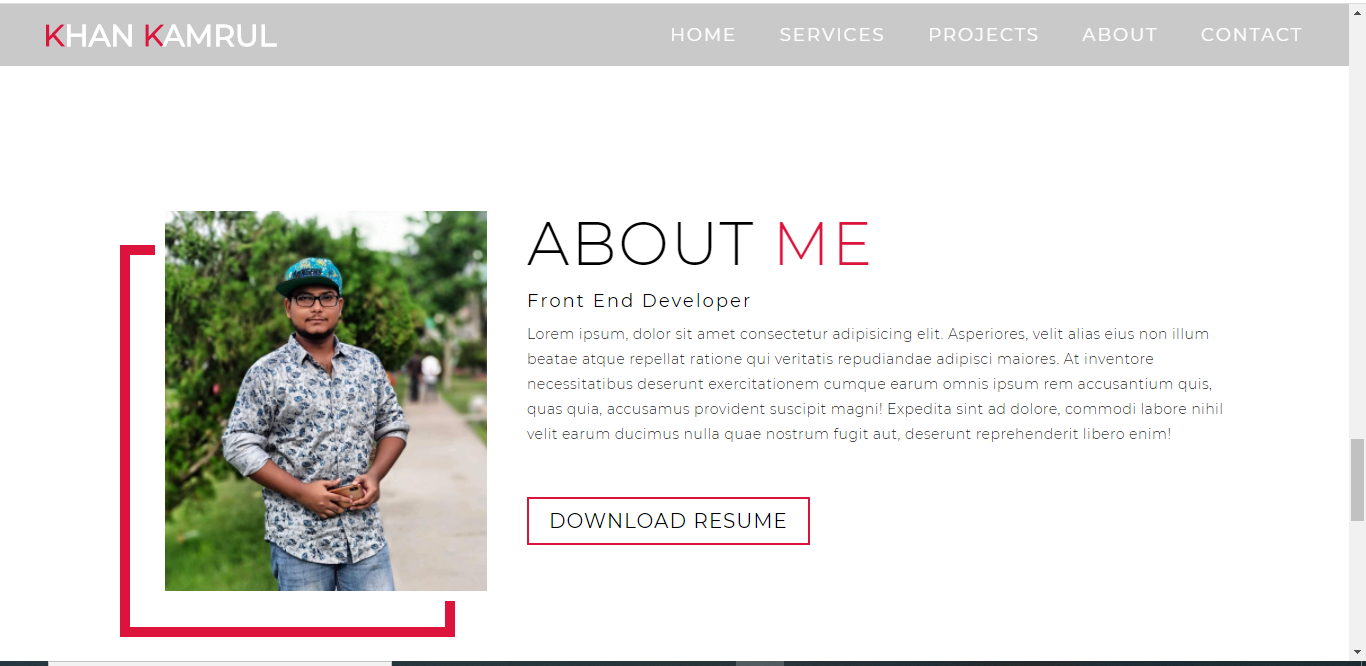 KHAN KAMRUL
HOME SERVICES PROJECTS ABOUT CONTACT
ABOUT ME
Front End Developer
Lorem ipsum, dolor sit amet consectetur adipisicing elit. Asperiores, velit alias eius non illum
beatae atque repellat ratione qui veritatis repudiandae adipisci maiores. At inventore
necessitatibus deserunt exercitationem cumque earum omnis ipsum rem accusantium quis,
quas quia, accusamus provident suscipit magni! Expedita sint ad dolore, commodi labore nihil
velit earum ducimus nulla quae nostrum fugit aut, deserunt reprehenderit libero enim!
DOWNLOAD RESUME